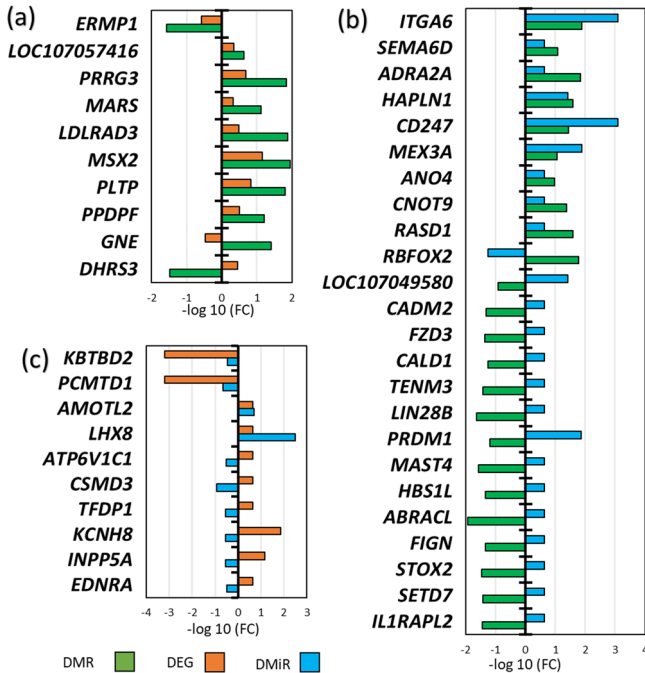 (a)
ERMP1
LOC107057416
PRRG3
MARS
LDLRAD3
MSX2
PLTP
PPDPF
GNE
DHRS3
-2 -1 0 1 2
-log 10 (FC)
(b)
ITGA6
SEMA6D
ADRA2A
HAPLN1
CD247
MEX3A
ANO4
CNOT9
RASD1
RBFOX2
LOC107049580
CADM2
FZD3
CALD1
TENM3
LIN28B
PRDM1
MAST4
HBS1L
ABRACL
FIGN
STOX2
SETD7
IL1RAPL2
-2 -1 0 1 2 3 4
-log 10 (FC)
(c)
KBTBD2
PCMTD1
AMOTL2
LHX8
ATP6V1C1
CSMD3
TFDP1
KCNH8
INPP5A
EDNRA
-4 -3 -2 -1 0 1 2 3
-log 10 (FC)
DMR DEG DMiR